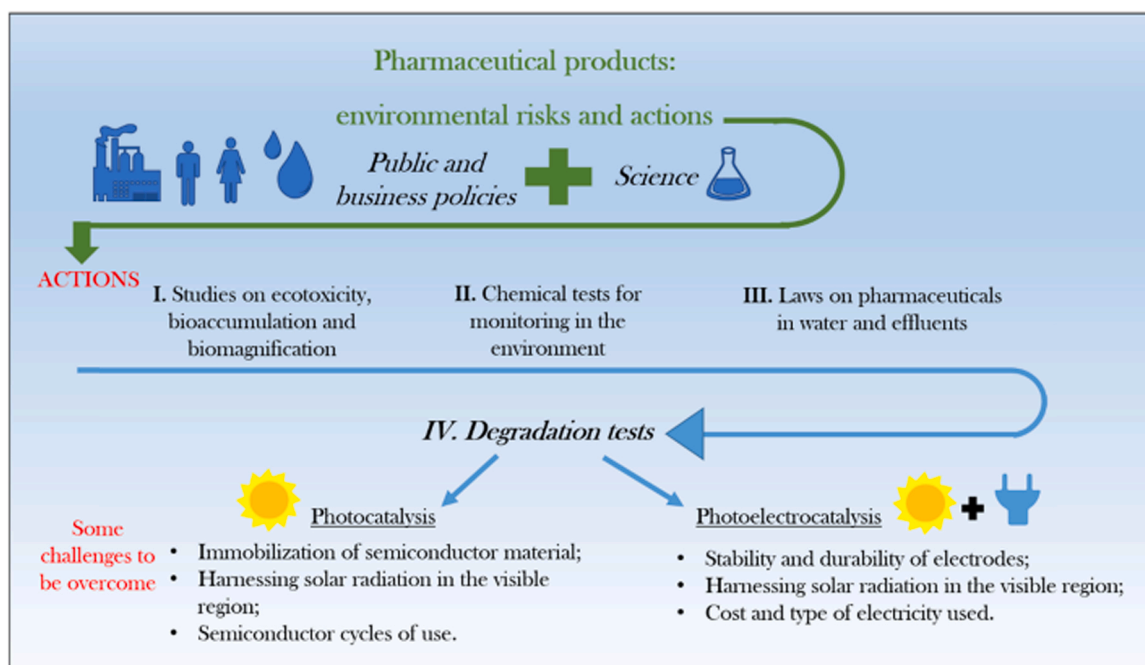 Pharmaceutical products:
environmental risks and actions
Public and
business policies
Science
ACTIONS
I. Studies on ecotoxicity,
bioaccumulation and
biomagnification
II. Chemical tests for
monitoring in the
environment
III. Laws on pharmaceuticals
in water and effluents
IV. Degradation tests
Some
challenges to
be overcome
Photocatalysis
• Immobilization of semiconductor material;
• Harnessing solar radiation in the visible
region;
• Semiconductor cycles of use.
Photoelectrocatalysis
• Stability and durability of electrodes;
• Harnessing solar radiation in the visible region;
• Cost and type of electricity used.